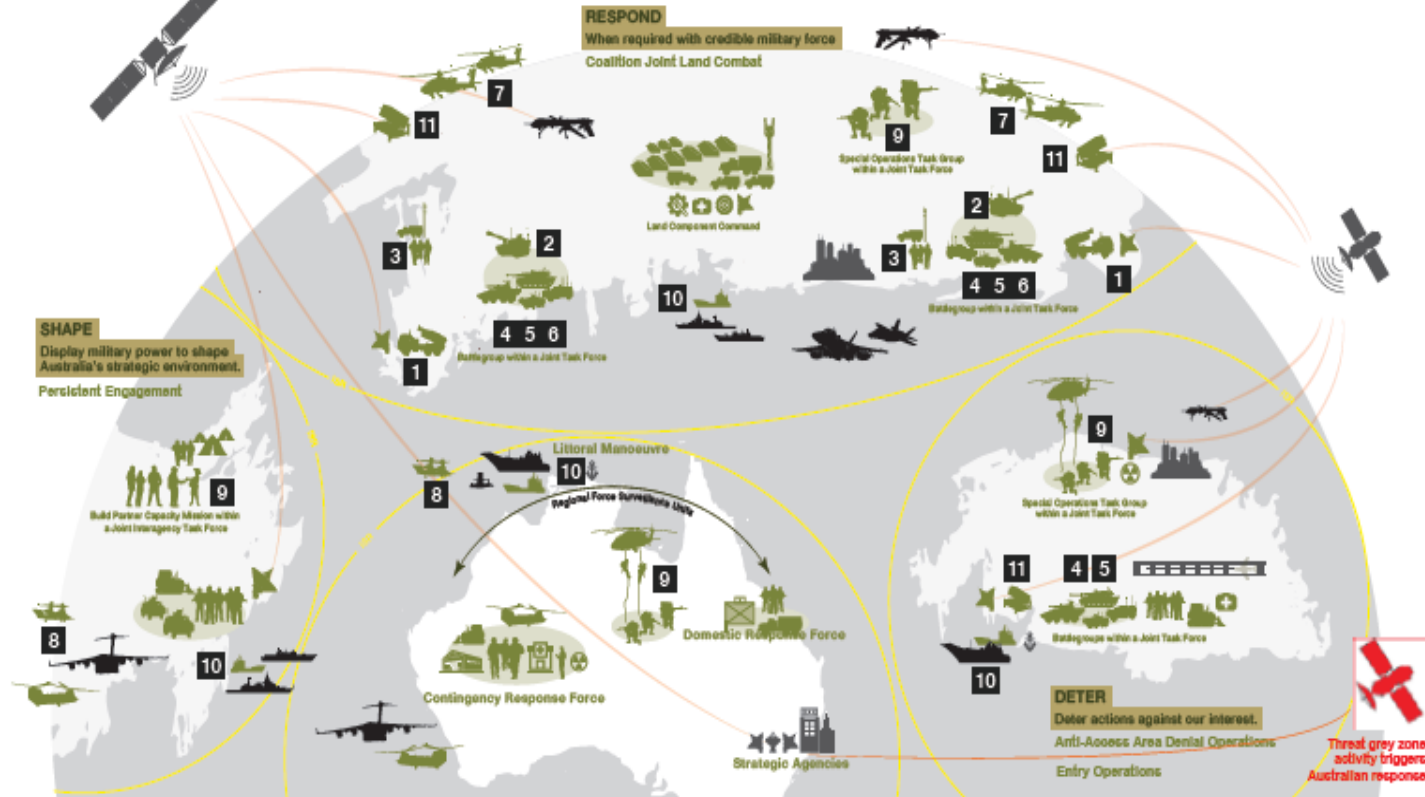 RESPOND
When required with credible military force
Coalition Joint Land Combat
7
11
9
Special Operations Task Group
within a Joint Task Force
7
11
Land Component Command
3
2
4 5 6
Battlegroup within a Joint Task Force
1
10
3
2
4 5 6
Battlegroup within a Joint Task Force
1
SHAPE
Display military power to shape
Australia's strategic environment.
Persistent Engagement
9
Build Partner Capacity Mission within
a Joint Interagency Task Force
8
10
Littoral Manoeuvre
8
10
Regional Force Surveillance Units
9
Domestic Response Force
Contingency Response Force
Strategic Agencies
9
Special Operations Task Group
within a Joint Task Force
11
4 5
Battlegroups within a Joint Task Force
10
DETER
Deter actions against our interest.
Anti-Access Area Denial Operations
Entry Operations
Threat grey zone
activity triggers
Australian response